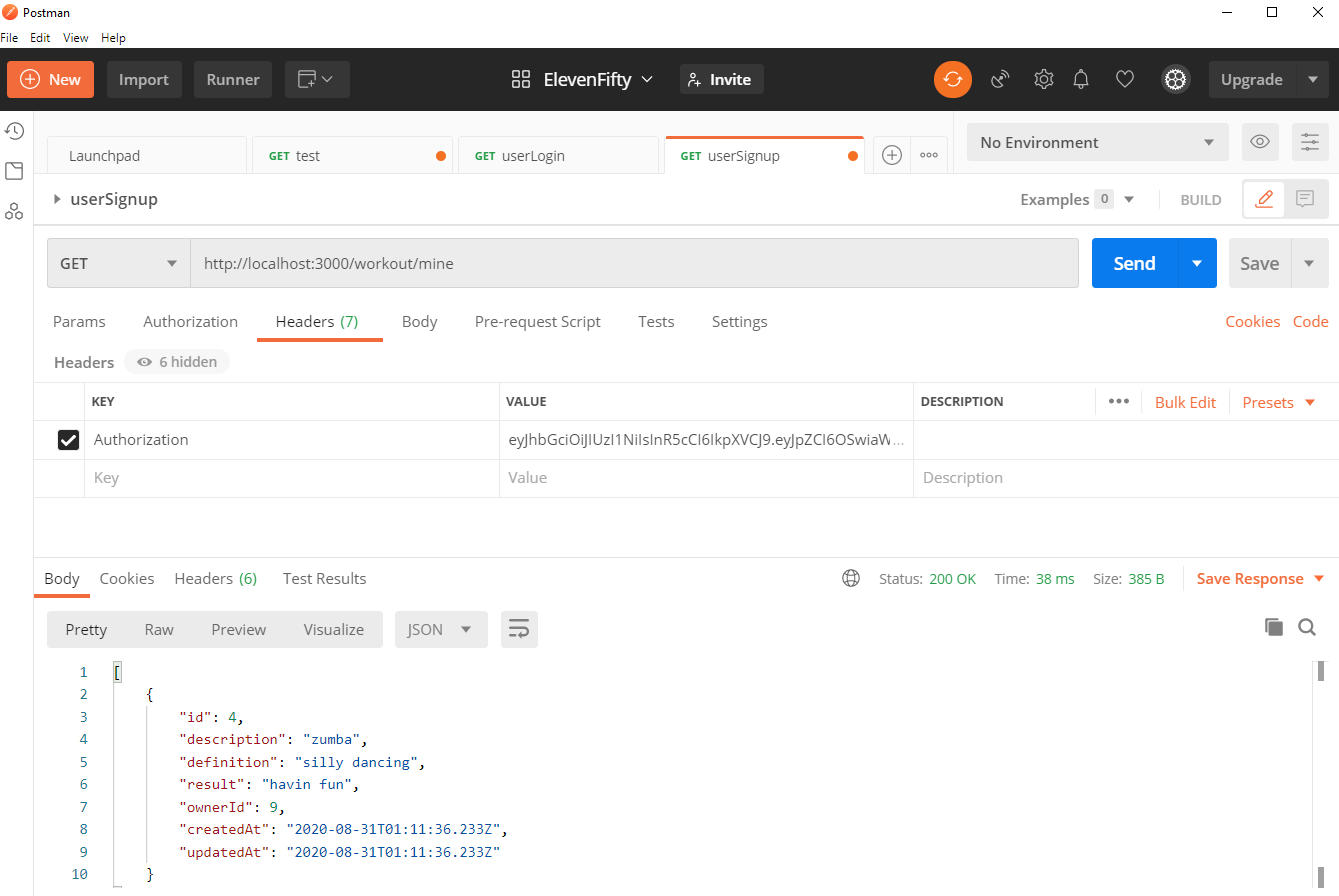 Postman
File Edit View Help
New Import Runner ElevenFifty Invite Upgrade
Launchpad GET test GET userLogin GET userSignup No Environment
userSignup Examples 0 BUILD
GET http://localhost:3000/workout/mine Send Save
Params Authorization Headers (7) Body Pre-request Script Tests Settings Cookies Code
Headers 6 hidden
KEY VALUE DESCRIPTION Bulk Edit Presets
Authorization eyJhbGciOiJIUzI1NiIsInR5cCI6IkpXVCJ9.eyJpZCI6OSwiaW...
Key Value Description
Body Cookies Headers (6) Test Results Status: 200 OK Time: 38 ms Size: 385 B Save Response
Pretty Raw Preview Visualize JSON
1 [
2 {
3 "id": 4,
4 "description": "zumba",
5 "definition": "silly dancing",
6 "result": "havin fun",
7 "ownerId": 9,
8 "createdAt": "2020-08-31T01:11:36.233Z",
9 "updatedAt": "2020-08-31T01:11:36.233Z"
10 }